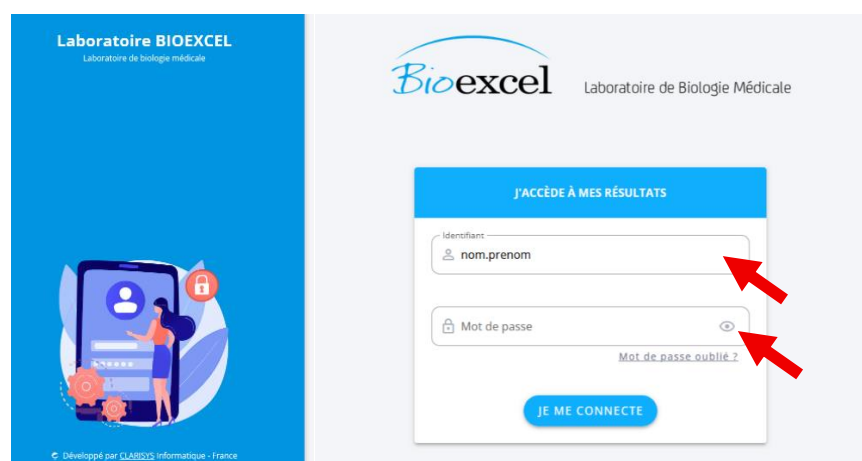 Laboratoire BIOEXCEL
Laboratoire de biologie médicale
Bioexcel
Laboratoire de Biologie Médicale
J'ACCÈDE À MES RÉSULTATS
Identifiant
nom.prenom
Mot de passe
Mot de passe oublié ?
JE ME CONNECTE
Développé par CLARISYS Informatique - France